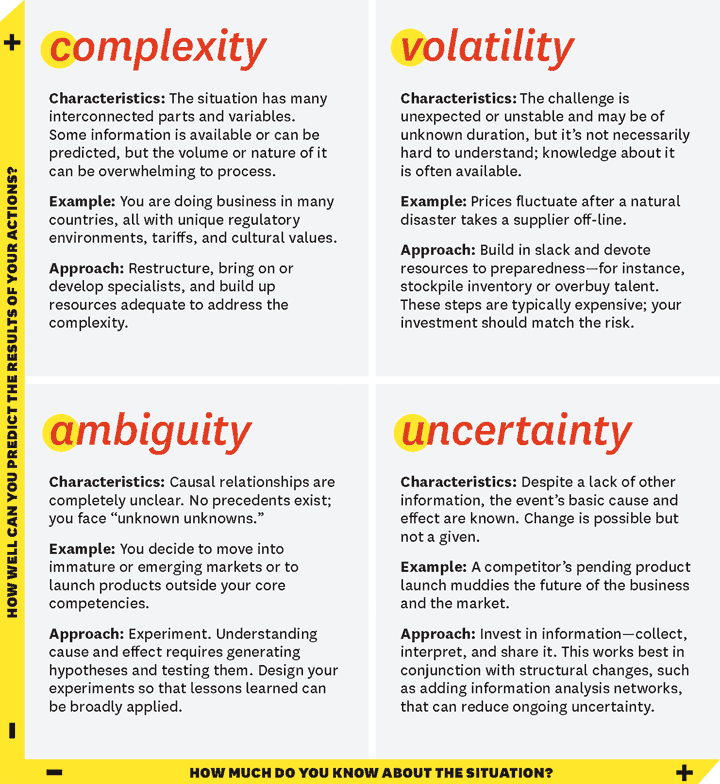 +
HOW WELL CAN YOU PREDICT THE RESULTS OF YOUR ACTIONS?
–
complexity
Characteristics: The situation has many
interconnected parts and variables.
Some information is available or can be
predicted, but the volume or nature of it
can be overwhelming to process.
Example: You are doing business in many
countries, all with unique regulatory
environments, tariffs, and cultural values.
Approach: Restructure, bring on or
develop specialists, and build up
resources adequate to address the
complexity.
volatility
Characteristics: The challenge is
unexpected or unstable and may be of
unknown duration, but it’s not necessarily
hard to understand; knowledge about it
is often available.
Example: Prices fluctuate after a natural
disaster takes a supplier off-line.
Approach: Build in slack and devote
resources to preparedness—for instance,
stockpile inventory or overbuy talent.
These steps are typically expensive; your
investment should match the risk.
ambiguity
Characteristics: Causal relationships are
completely unclear. No precedents exist;
you face “unknown unknowns.”
Example: You decide to move into
immature or emerging markets or to
launch products outside your core
competencies.
Approach: Experiment. Understanding
cause and effect requires generating
hypotheses and testing them. Design your
experiments so that lessons learned can
be broadly applied.
uncertainty
Characteristics: Despite a lack of other
information, the event’s basic cause and
effect are known. Change is possible but
not a given.
Example: A competitor’s pending product
launch muddies the future of the business
and the market.
Approach: Invest in information—collect,
interpret, and share it. This works best in
conjunction with structural changes, such
as adding information analysis networks,
that can reduce ongoing uncertainty.
– HOW MUCH DO YOU KNOW ABOUT THE SITUATION? +